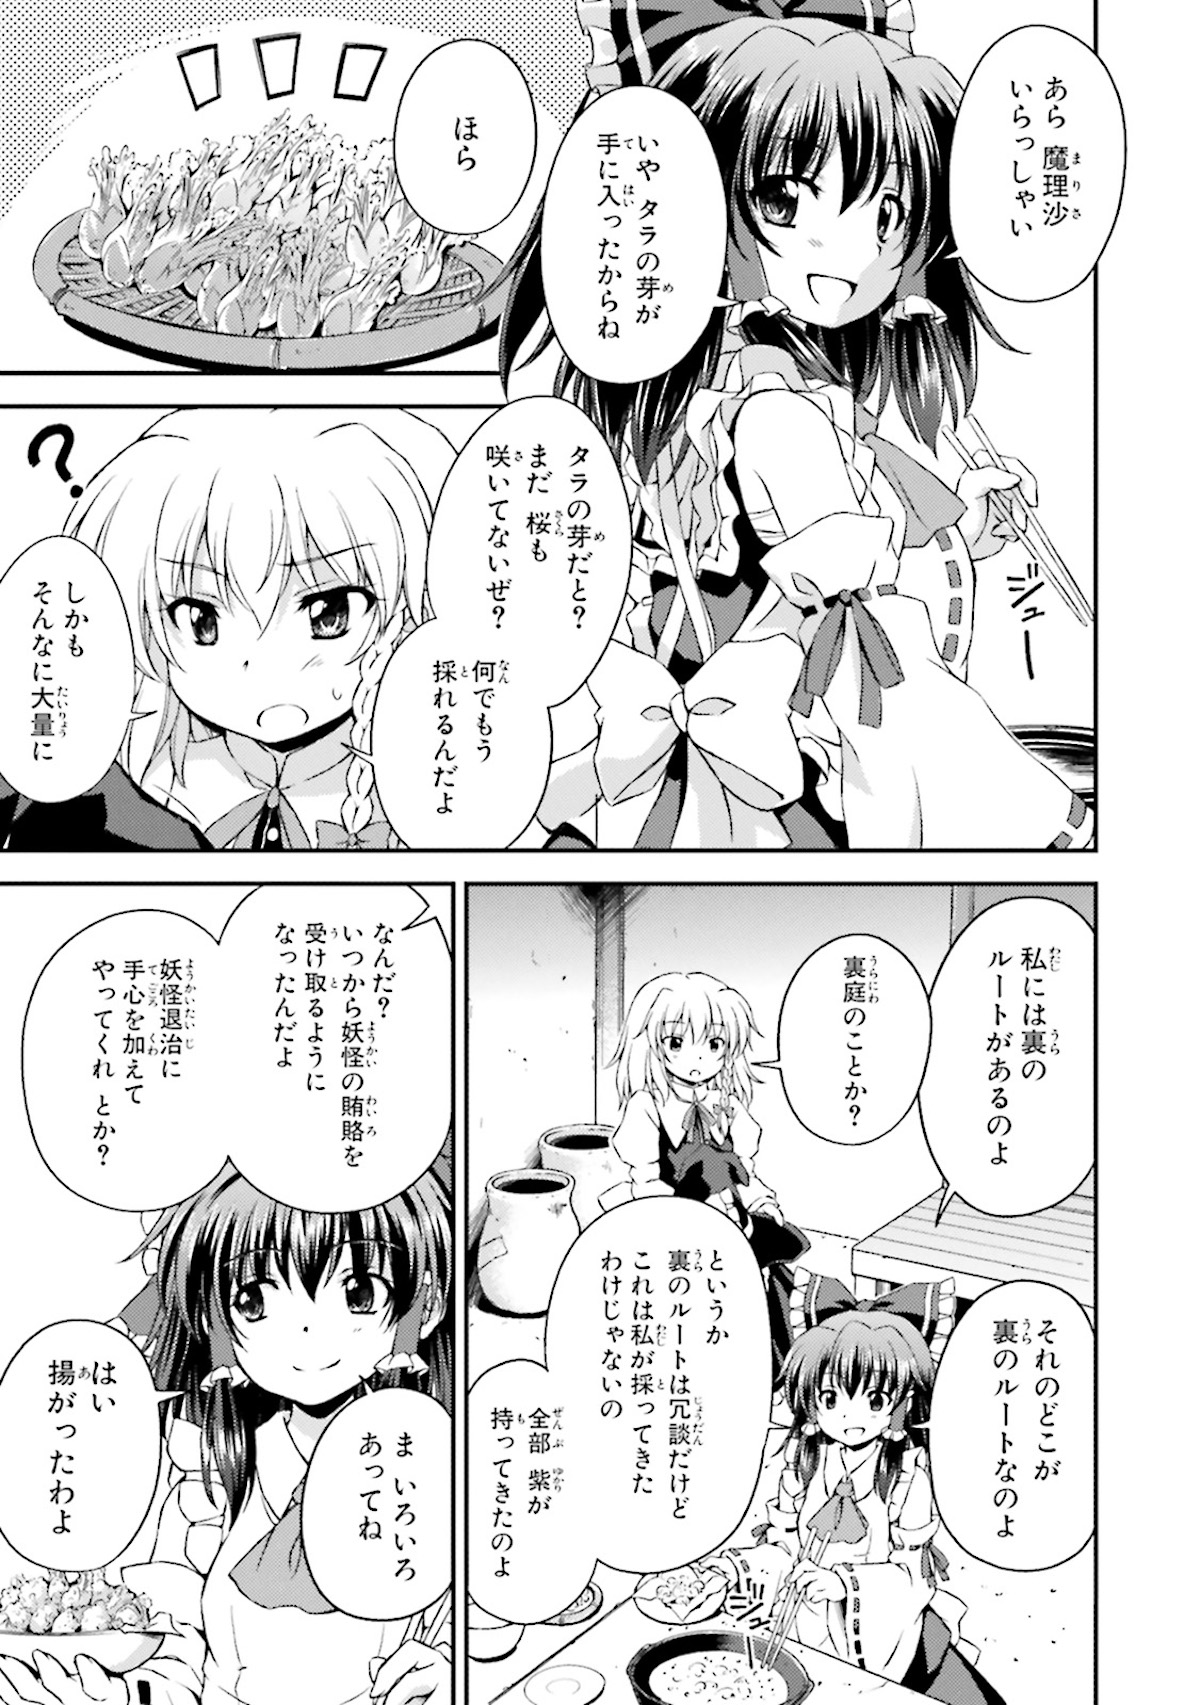 あら 魔理沙
いらっしゃい
いや タラの芽が
手に入ったからね
ほら
ジュー
タラの芽だと?
まだ 桜も
咲いてないぜ?
何でもう
採れるんだよ
?
しかも
そんなに大量に
私には裏の
ルートがあるのよ
裏庭のことか?
それのどこが
裏のルートなのよ
というか
裏のルートは冗談だけど
これは私が採ってきた
わけじゃないの
全部 紫が
持ってきたのよ
ジュー
なんだ?
いつから妖怪の賄賂を
受け取るように
なったんだよ
妖怪退治に
手心を加えて
やってくれ とか?
ま いろいろ
あってね
はい
揚がったわよ